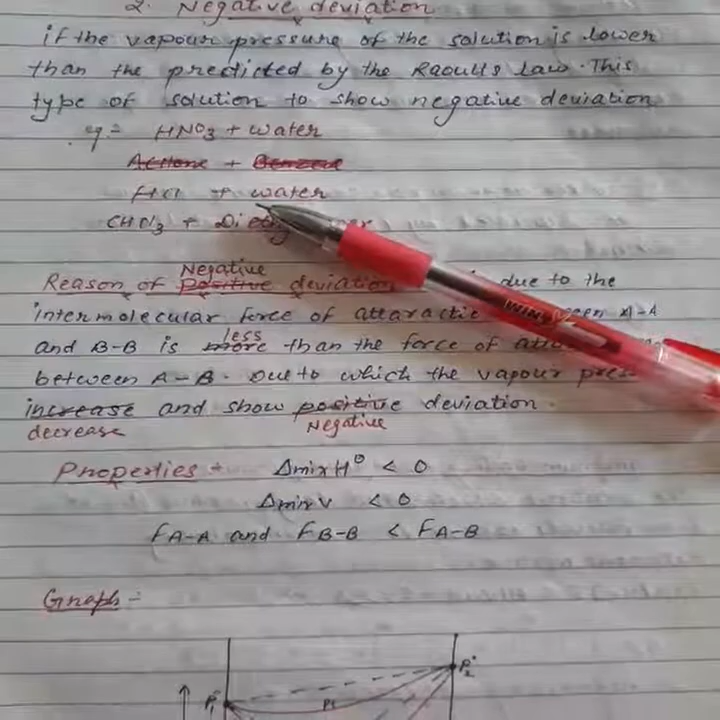 2. Negative deviation
if the vapour pressure of the solution is lower
than the predicted by the Raoults Law. This
type of solution to show negative deviation
eg:- HNO3 + water
Acetone + Benzene
HCl + water
CHCl3 + Di
Reason of positive Negative deviation is due to the
intermolecular force of attaractic A-A
and B-B is more less than the force of
between A-B. Due to which the vapour
increase and show positive deviation.
decrease Negative
Properties - ΔmixH° < 0
ΔmixV < 0
FA-A and FB-B < FA-B
Graph -
P2°
P1°